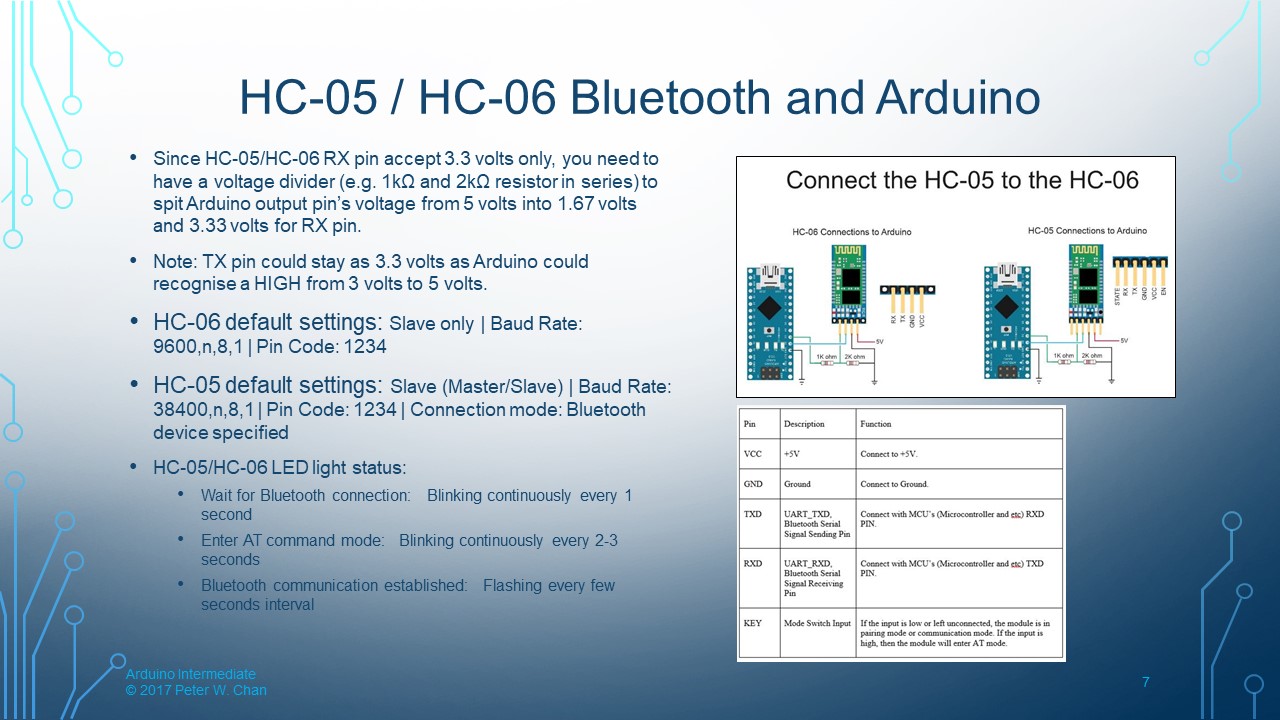 HC-05 / HC-06 Bluetooth and Arduino
• Since HC-05/HC-06 RX pin accept 3.3 volts only, you need to
have a voltage divider (e.g. 1kΩ and 2kΩ resistor in series) to
spit Arduino output pin's voltage from 5 volts into 1.67 volts
and 3.33 volts for RX pin.
• Note: TX pin could stay as 3.3 volts as Arduino could
recognise a HIGH from 3 volts to 5 volts.
• HC-06 default settings: Slave only | Baud Rate:
9600,n,8,1 | Pin Code: 1234
• HC-05 default settings: Slave (Master/Slave) | Baud Rate:
38400,n,8,1 | Pin Code: 1234 | Connection mode: Bluetooth
device specified
• HC-05/HC-06 LED light status:
• Wait for Bluetooth connection: Blinking continuously every 1
second
• Enter AT command mode: Blinking continuously every 2-3
seconds
• Bluetooth communication established: Flashing every few
seconds interval
Connect the HC-05 to the HC-06
HC-06 Connections to Arduino
RX
TX
GND
VCC
5V
1K ohm
2K ohm
HC-05 Connections to Arduino
STATE
RX
TX
GND
VCC
EN
5V
1K ohm
2K ohm
Pin Description Function
VCC +5V Connect to +5V.
GND Ground Connect to Ground.
TXD UART_TXD, Connect with MCU's (Microcontroller and etc) RXD
Bluetooth Serial PIN.
Signal Sending Pin
RXD UART_RXD, Connect with MCU's (Microcontroller and etc) TXD
Bluetooth Serial PIN.
Signal Receiving
Pin
KEY Mode Switch Input If the input is low or left unconnected, the module is in
pairing mode or communication mode. If the input is
high, then the module will enter AT mode.
Arduino Intermediate
© 2017 Peter W. Chan
7